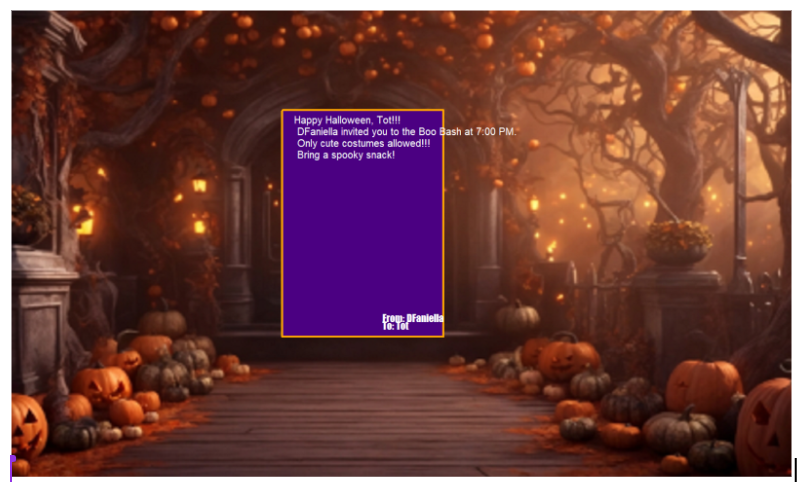 Happy Halloween, Tot!!!
DFaniella invited you to the Boo Bash at 7:00 PM.
Only cute costumes allowed!!!
Bring a spooky snack!
From: DFaniella
To: Tot